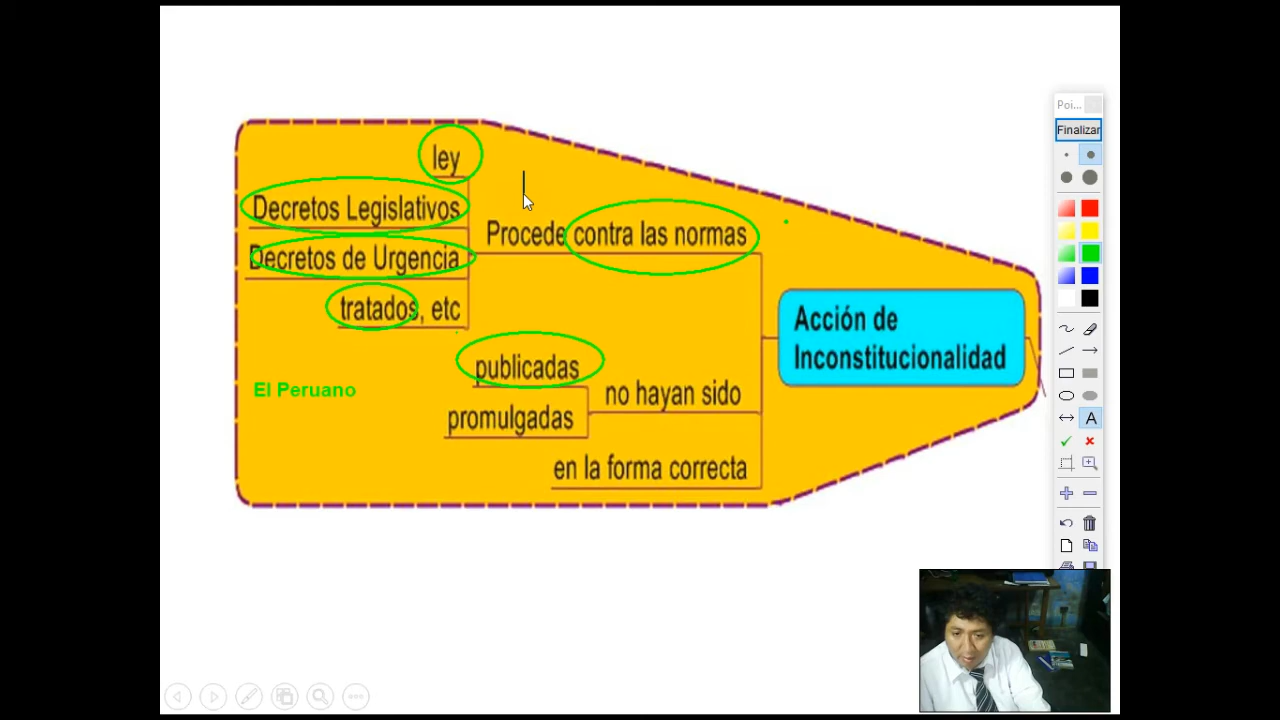 ley
Decretos Legislativos
Decretos de Urgencia
tratados, etc
Procede contra las normas
Acción de
Inconstitucionalidad
publicadas
promulgadas
no hayan sido
en la forma correcta
El Peruano
Poi...
Finalizar
A